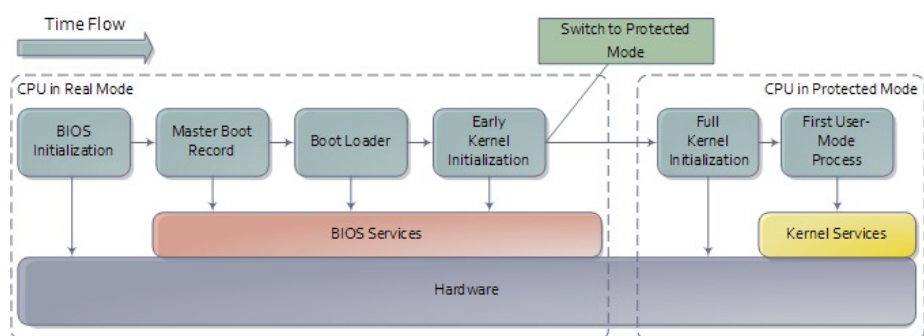 Time Flow
Switch to Protected
Mode
CPU in Real Mode
CPU in Protected Mode
BIOS
Initialization
Master Boot
Record
Boot Loader
Early
Kernel
Initialization
Full
Kernel
Initialization
First User-
Mode
Process
BIOS Services
Kernel Services
Hardware